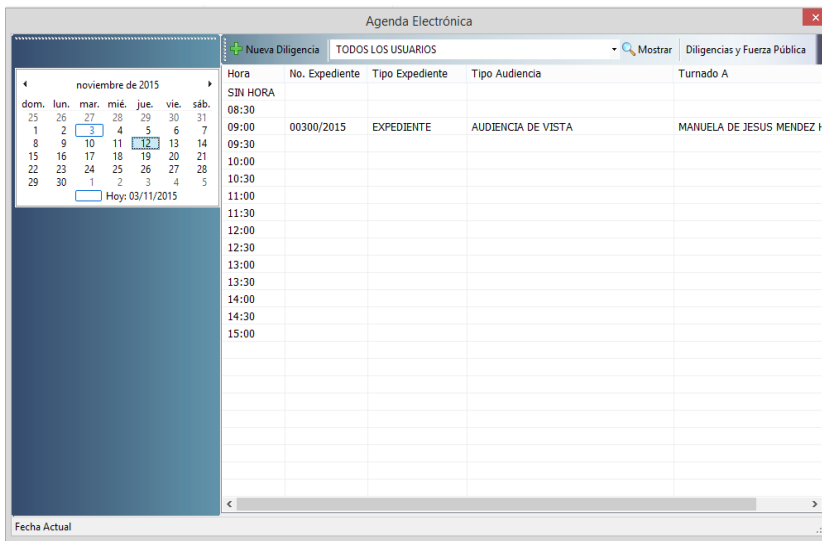 Agenda Electrónica
Nueva Diligencia TODOS LOS USUARIOS Mostrar Diligencias y Fuerza Pública
noviembre de 2015
dom. lun. mar. mié. jue. vie. sáb.
25 26 27 28 29 30 31
1 2 3 4 5 6 7
8 9 10 11 12 13 14
15 16 17 18 19 20 21
22 23 24 25 26 27 28
29 30 1 2 3 4 5
Hoy: 03/11/2015
Hora No. Expediente Tipo Expediente Tipo Audiencia Turnado A
SIN HORA
08:30
09:00 00300/2015 EXPEDIENTE AUDIENCIA DE VISTA MANUELA DE JESUS MENDEZ H
09:30
10:00
10:30
11:00
11:30
12:00
12:30
13:00
13:30
14:00
14:30
15:00
Fecha Actual